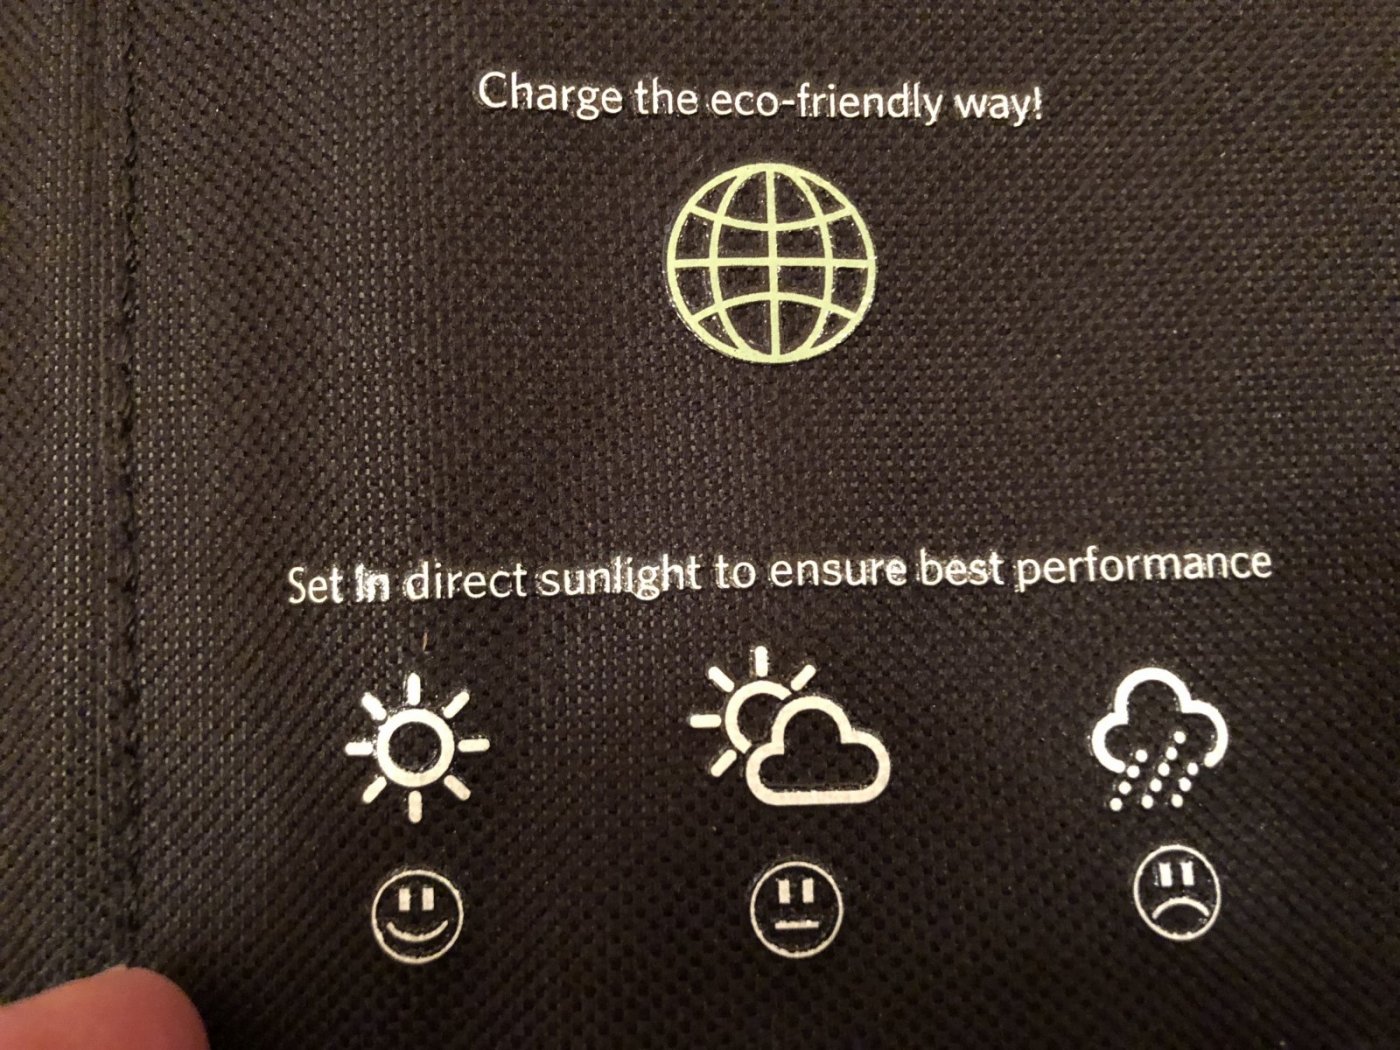 Charge the eco-friendly way!
Set in direct sunlight to ensure best performance